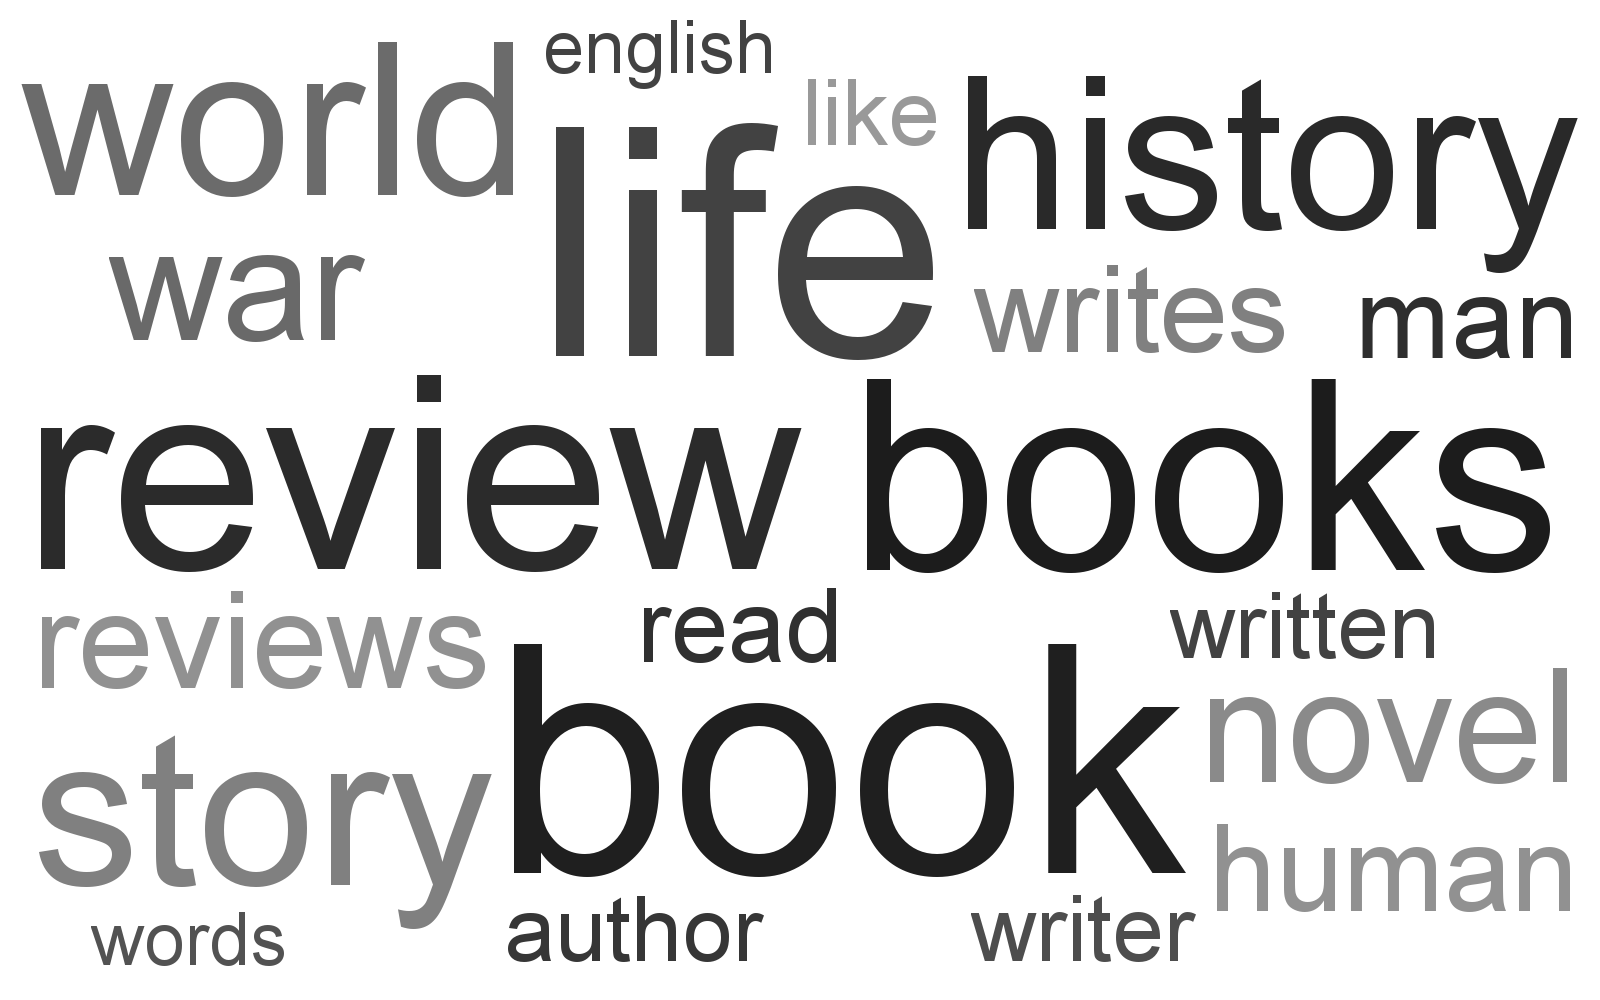 world english like history
life
war writes man
review books
reviews read written
book novel
story human
words author writer